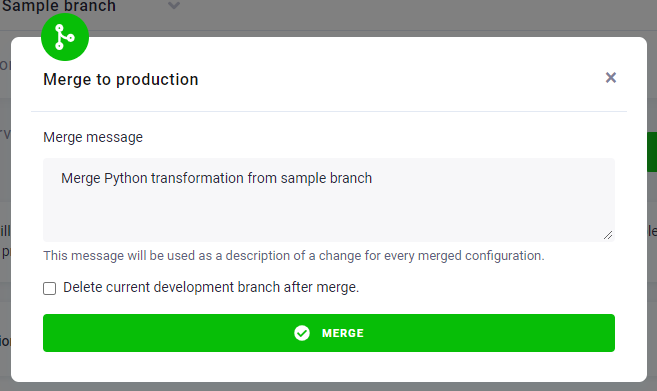 Sample branch
Merge to production
×
Merge message
Merge Python transformation from sample branch
This message will be used as a description of a change for every merged configuration.
Delete current development branch after merge.
MERGE